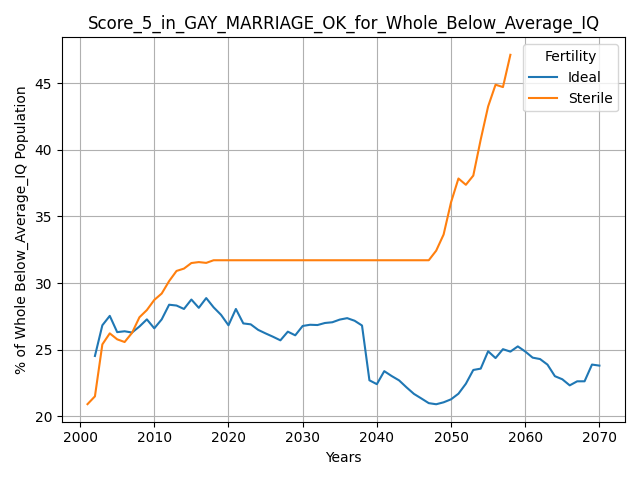 Score_5_in_GAY_MARRIAGE_OK_for_Whole_Below_Average_IQ
% of Whole Below_Average_IQ Population
45
40
35
30
25
20
Fertility
Ideal
Sterile
2000 2010 2020 2030 2040 2050 2060 2070
Years